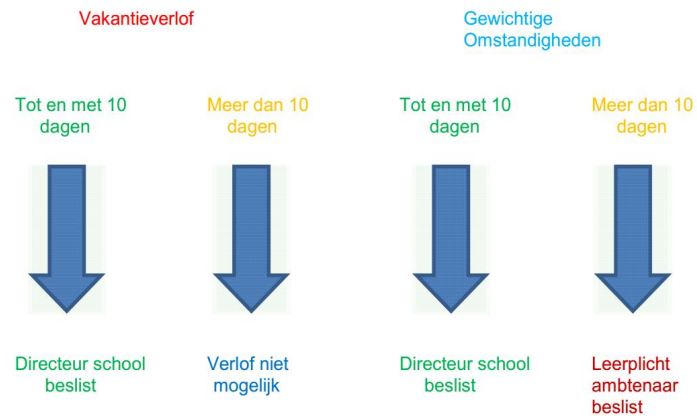 Vakantieverlof
Gewichtige
Omstandigheden
Tot en met 10
dagen
Meer dan 10
dagen
Tot en met 10
dagen
Meer dan 10
dagen
Directeur school
beslist
Verlof niet
mogelijk
Directeur school
beslist
Leerplicht
ambtenaar
beslist